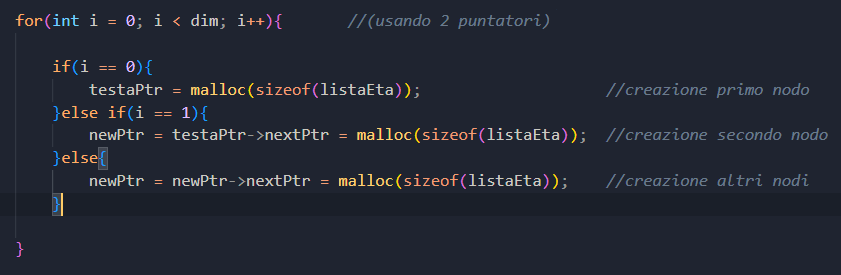 for(int i = 0; i < dim; i++){ //(usando 2 puntatori)
if(i == 0){
testaPtr = malloc(sizeof(listaEta)); //creazione primo nodo
}else if(i == 1){
newPtr = testaPtr->nextPtr = malloc(sizeof(listaEta)); //creazione secondo nodo
}else{
newPtr = newPtr->nextPtr = malloc(sizeof(listaEta)); //creazione altri nodi
}
}